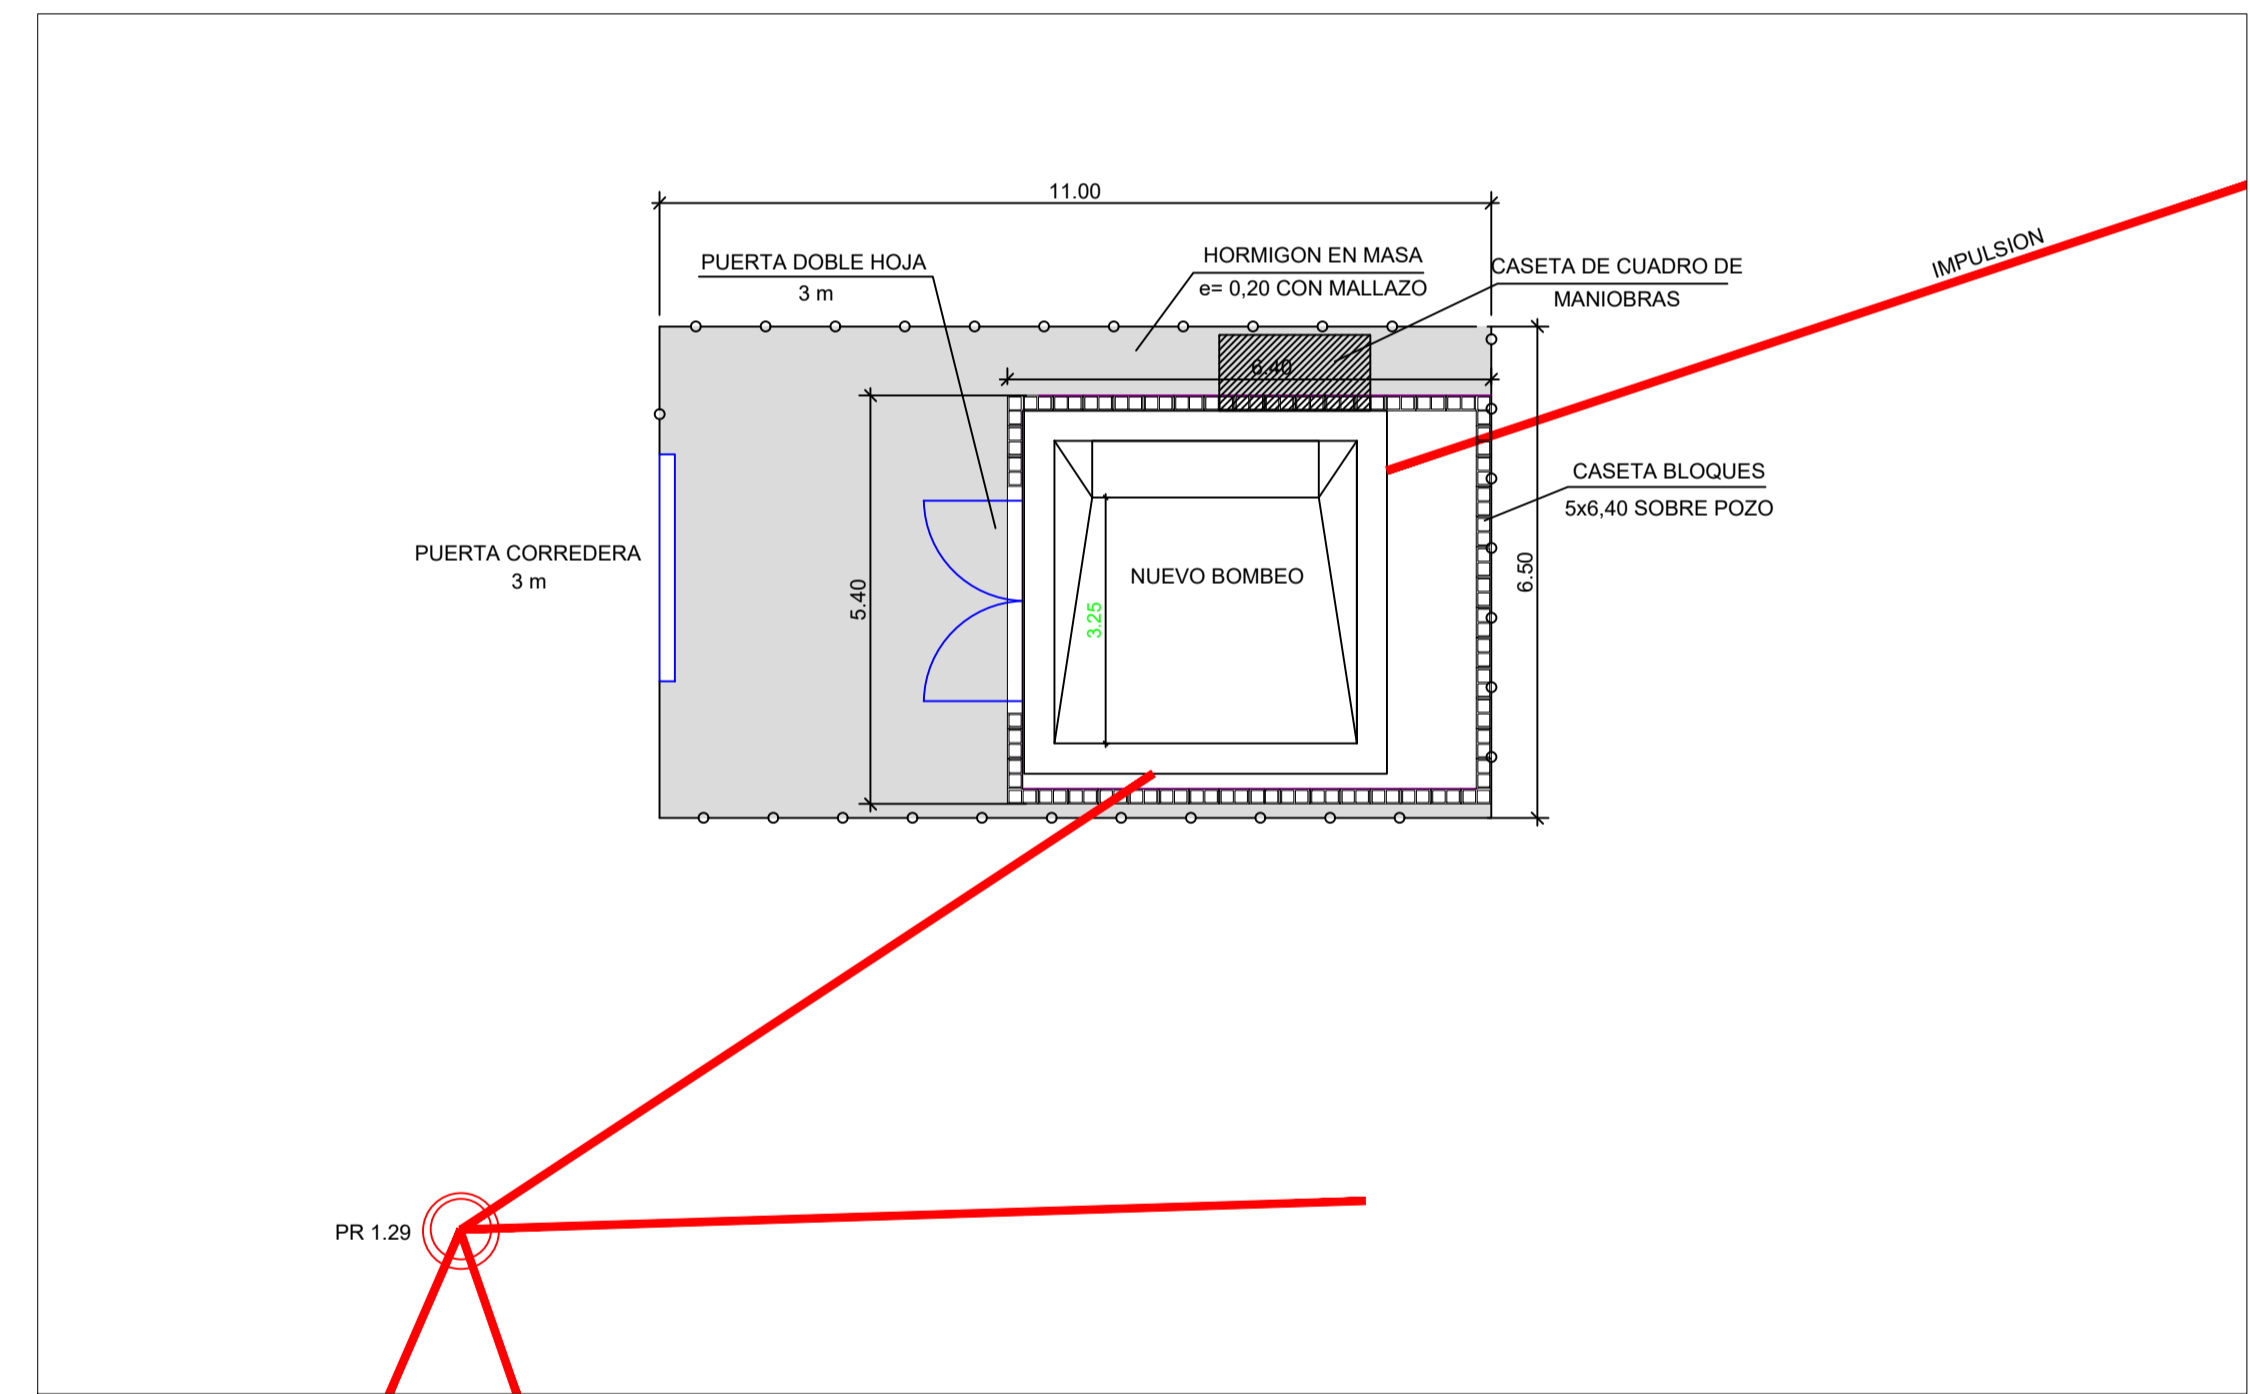 11.00
PUERTA DOBLE HOJA
3 m
HORMIGON EN MASA
e= 0,20 CON MALLAZO
CASETA DE CUADRO DE
MANIOBRAS
IMPULSION
6.40
CASETA BLOQUES
5x6,40 SOBRE POZO
PUERTA CORREDERA
3 m
5.40
3.25
NUEVO BOMBEO
6.50
PR 1.29